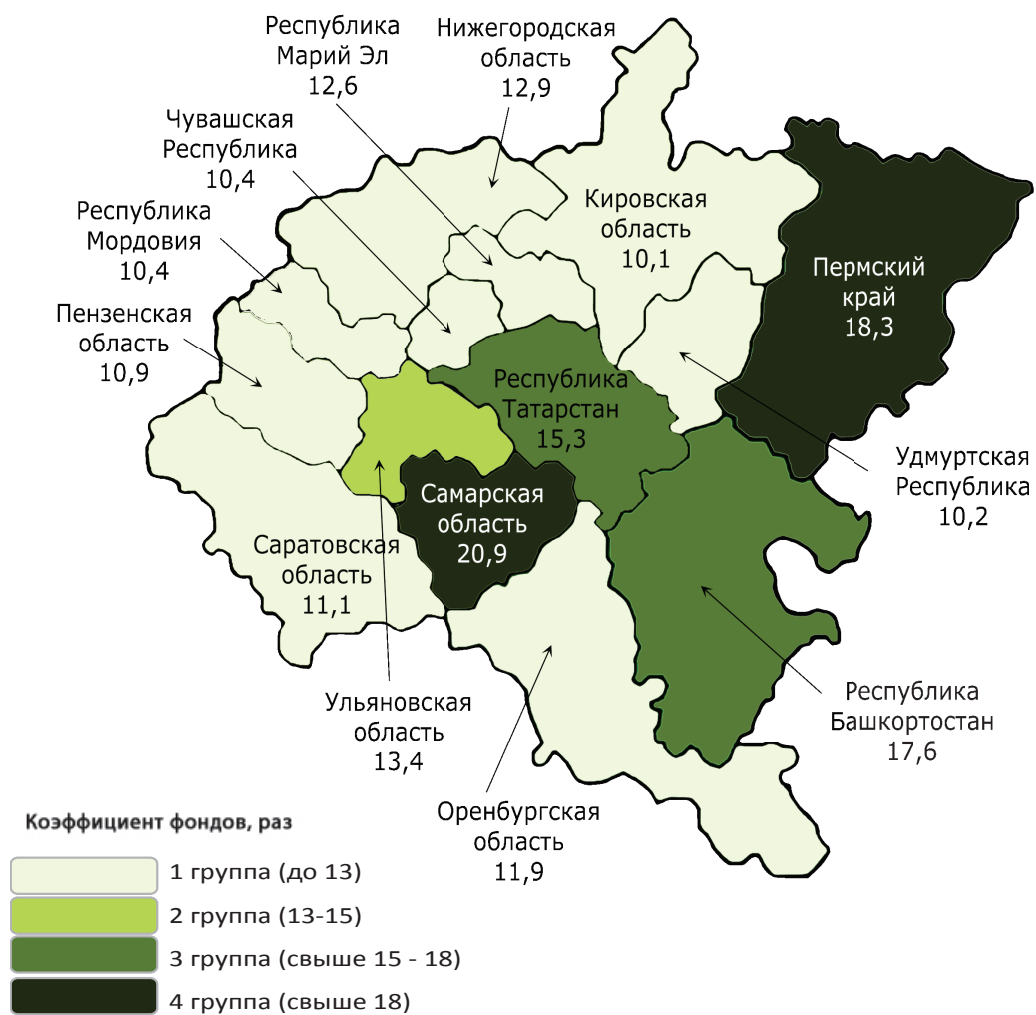 Республика
Марий Эл
12,6
Нижегородская
область
12,9
Чувашская
Республика
10,4
Республика
Мордовия
10,4
Пензенская
область
10,9
Кировская
область
10,1
Пермский
край
18,3
Республика
Татарстан
15,3
Удмуртская
Республика
10,2
Самарская
область
20,9
Саратовская
область
11,1
Ульяновская
область
13,4
Республика
Башкортостан
17,6
Оренбургская
область
11,9
Коэффициент фондов, раз
1 группа (до 13)
2 группа (13-15)
3 группа (свыше 15 - 18)
4 группа (свыше 18)